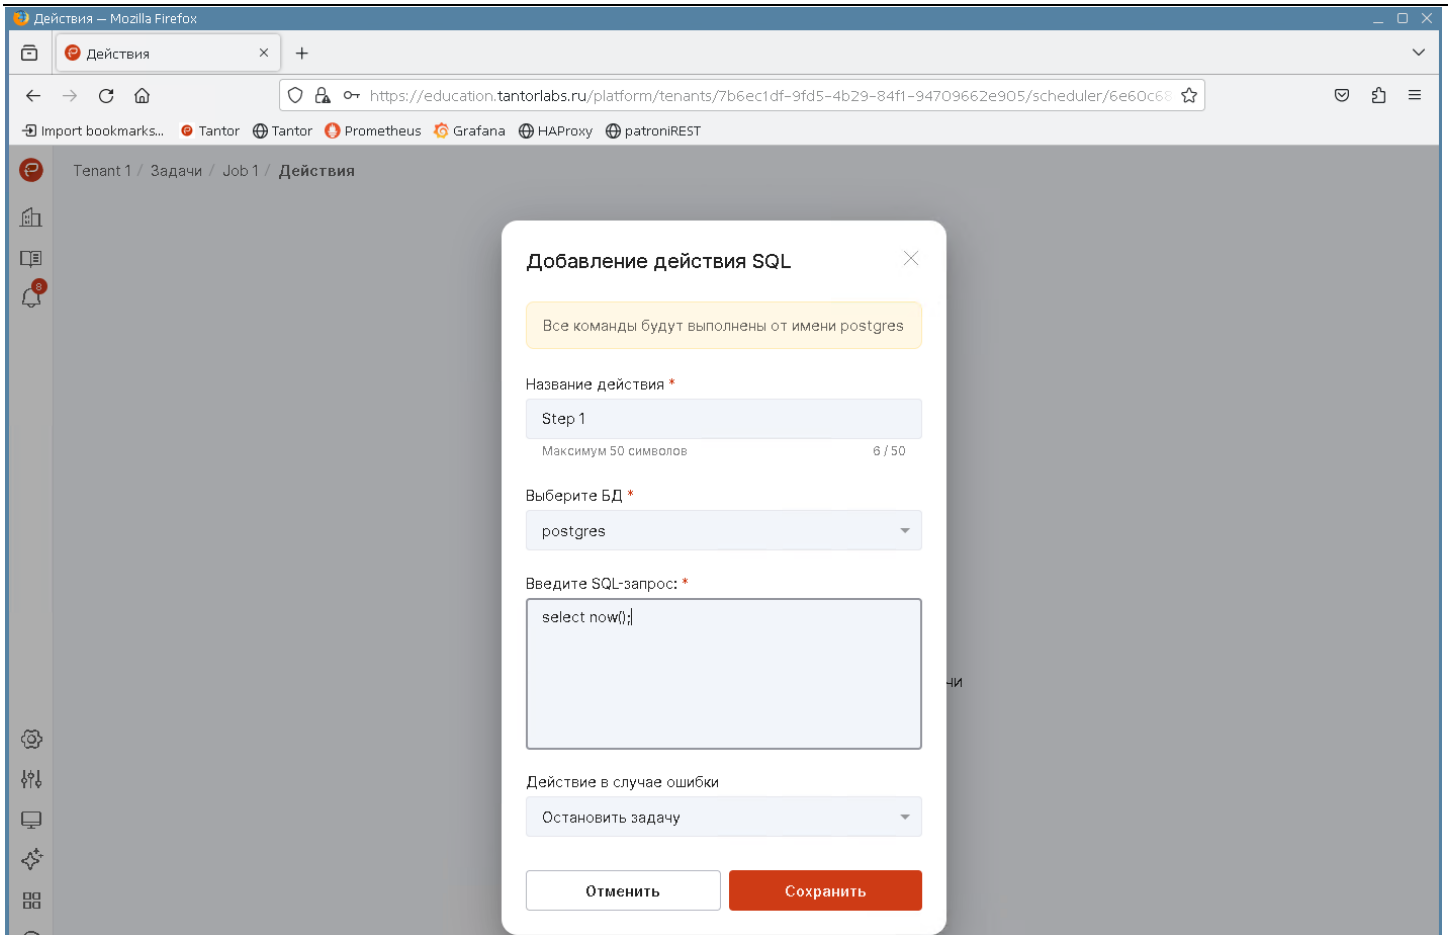 Действия — Mozilla Firefox
Действия
https://education.tantorlabs.ru/platform/tenants/7b6ec1df-9fd5-4b29-84f1-94709662e905/scheduler/6e60c68
Import bookmarks... Tantor Tantor Prometheus Grafana HAProxy patroniREST
Tenant 1 / Задачи / Job 1 / Действия
8
Добавление действия SQL
Все команды будут выполнены от имени postgres
Название действия *
Step 1
Максимум 50 символов 6 / 50
Выберите БД *
postgres
Введите SQL-запрос: *
select now();
чи
Действие в случае ошибки
Остановить задачу
Отменить Сохранить